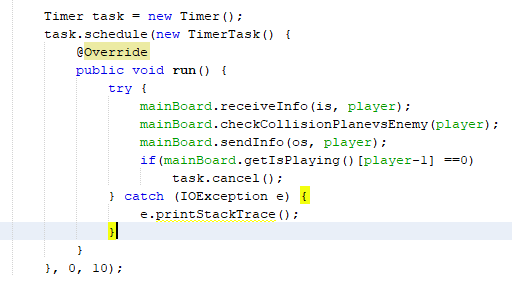 Timer task = new Timer();
task.schedule(new TimerTask() {
@Override
public void run() {
try {
mainBoard.receiveInfo(is, player);
mainBoard.checkCollisionPlanevsEnemy(player);
mainBoard.sendInfo(os, player);
if(mainBoard.getIsPlaying()[player-1] ==0)
task.cancel();
} catch (IOException e) {
e.printStackTrace();
}
}
}, 0, 10);